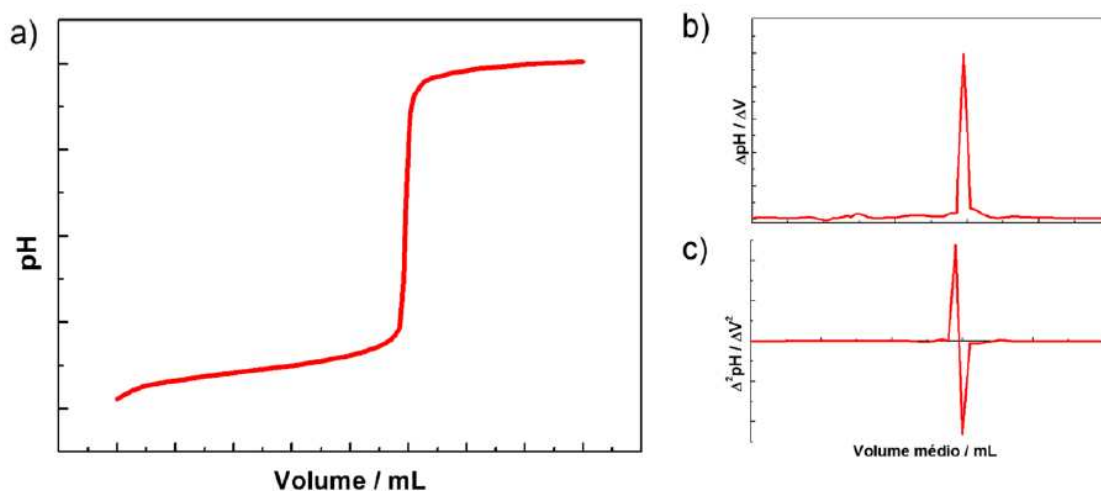 a)
pH
Volume / mL
b)
ΔpH / ΔV
c)
Δ²pH / ΔV²
Volume médio / mL